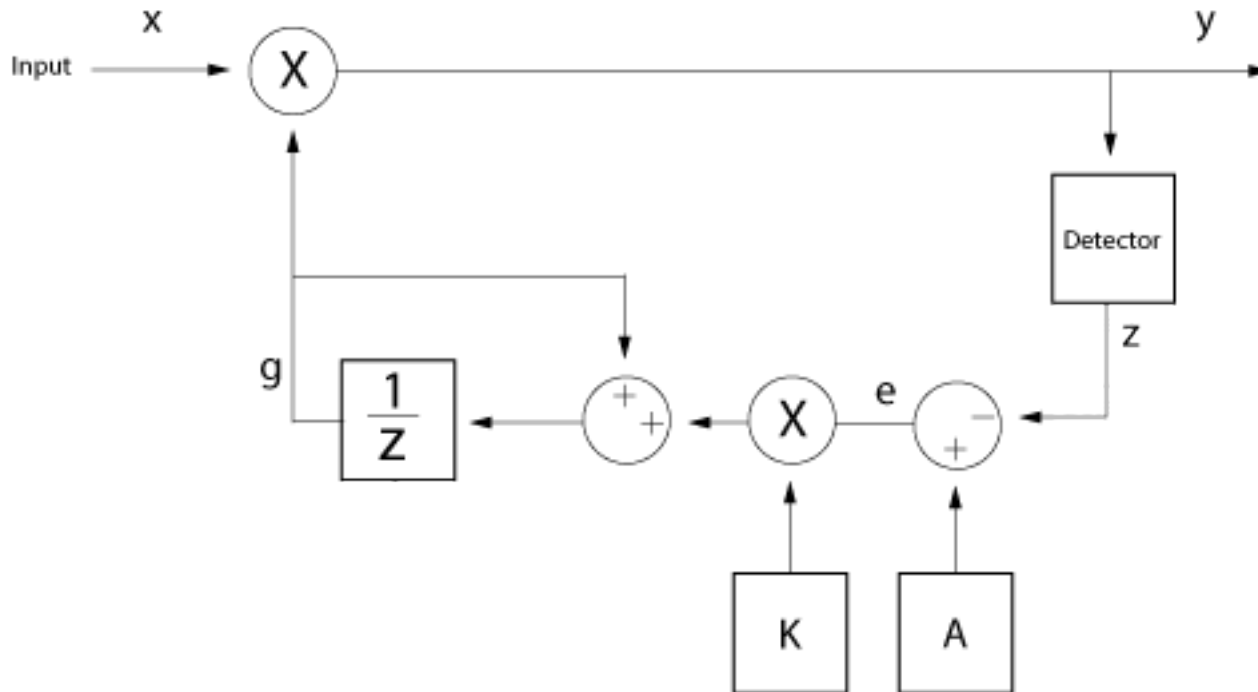 x
y
Input
X
Detector
z
g
1
z
+
+
X
e
−
+
K
A